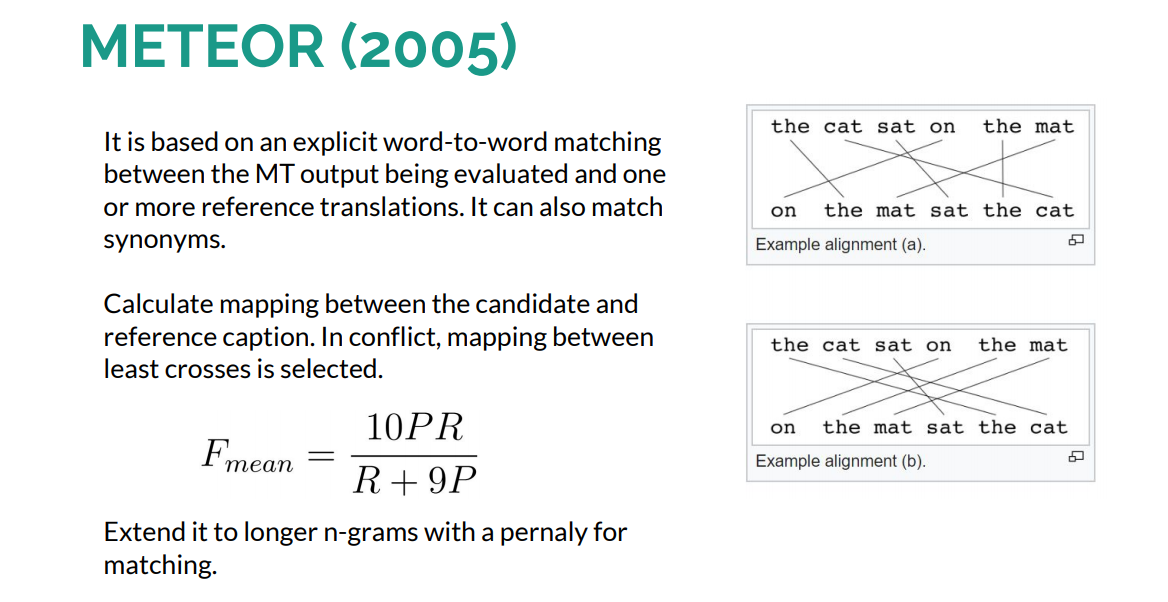 METEOR (2005)
It is based on an explicit word-to-word matching
between the MT output being evaluated and one
or more reference translations. It can also match
synonyms.
Calculate mapping between the candidate and
reference caption. In conflict, mapping between
least crosses is selected.
F_mean = 10PR / R + 9P
Extend it to longer n-grams with a pernaly for
matching.
the cat sat on the mat
on the mat sat the cat
Example alignment (a).
the cat sat on the mat
on the mat sat the cat
Example alignment (b).